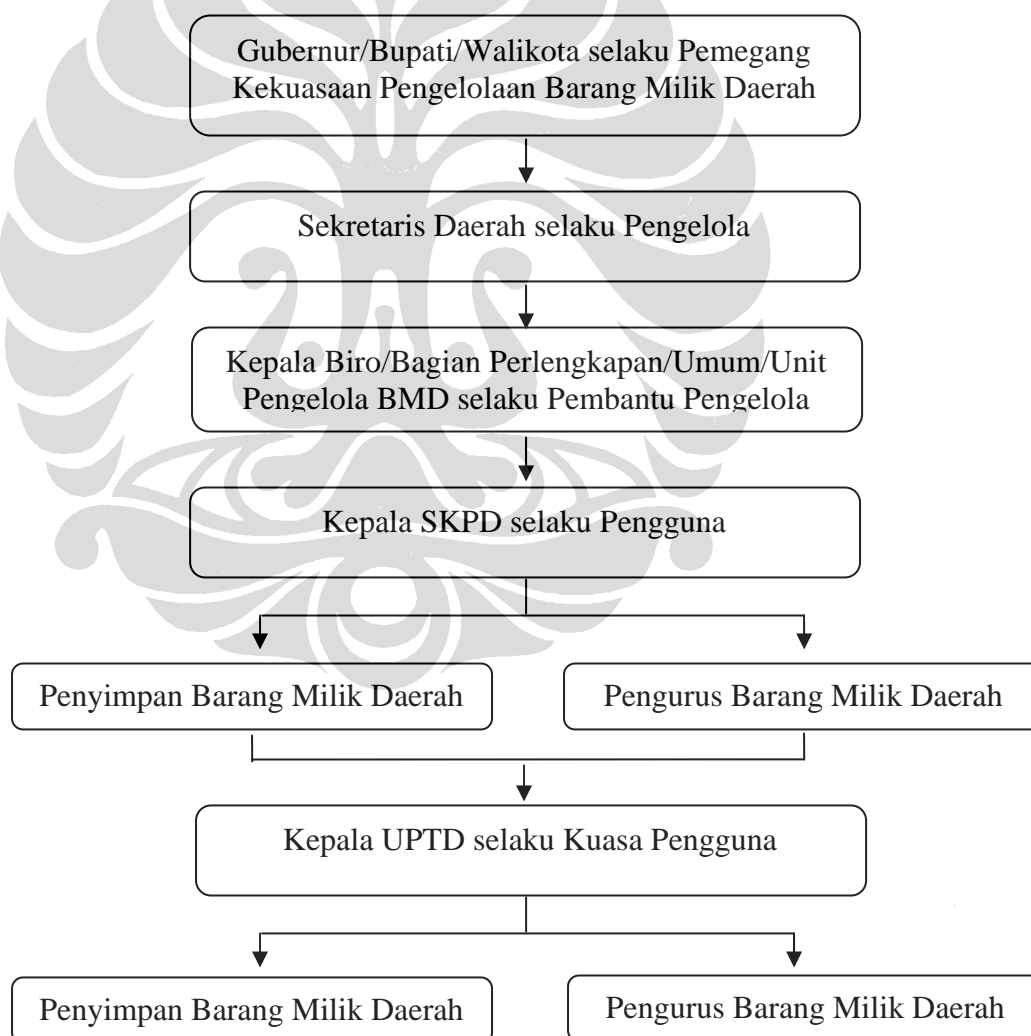 Gubernur/Bupati/Walikota selaku Pemegang
Kekuasaan Pengelolaan Barang Milik Daerah
Sekretaris Daerah selaku Pengelola
Kepala Biro/Bagian Perlengkapan/Umum/Unit
Pengelola BMD selaku Pembantu Pengelola
Kepala SKPD selaku Pengguna
Penyimpan Barang Milik Daerah
Pengurus Barang Milik Daerah
Kepala UPTD selaku Kuasa Pengguna
Penyimpan Barang Milik Daerah
Pengurus Barang Milik Daerah